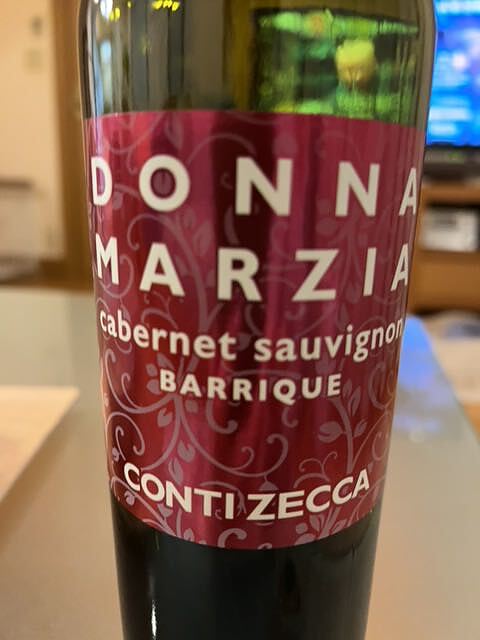 DONNA
MARZIA
cabernet sauvignon
BARRIQUE
CONTI ZECCA